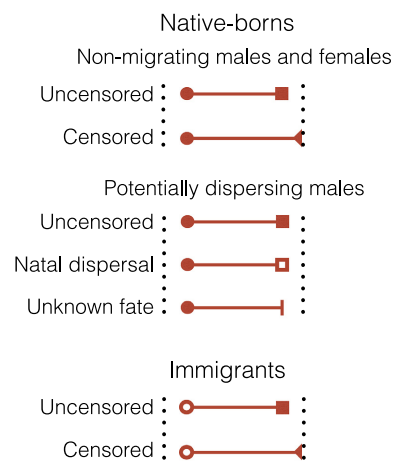 Native-borns
Non-migrating males and females
Uncensored
Censored
Potentially dispersing males
Uncensored
Natal dispersal
Unknown fate
Immigrants
Uncensored
Censored